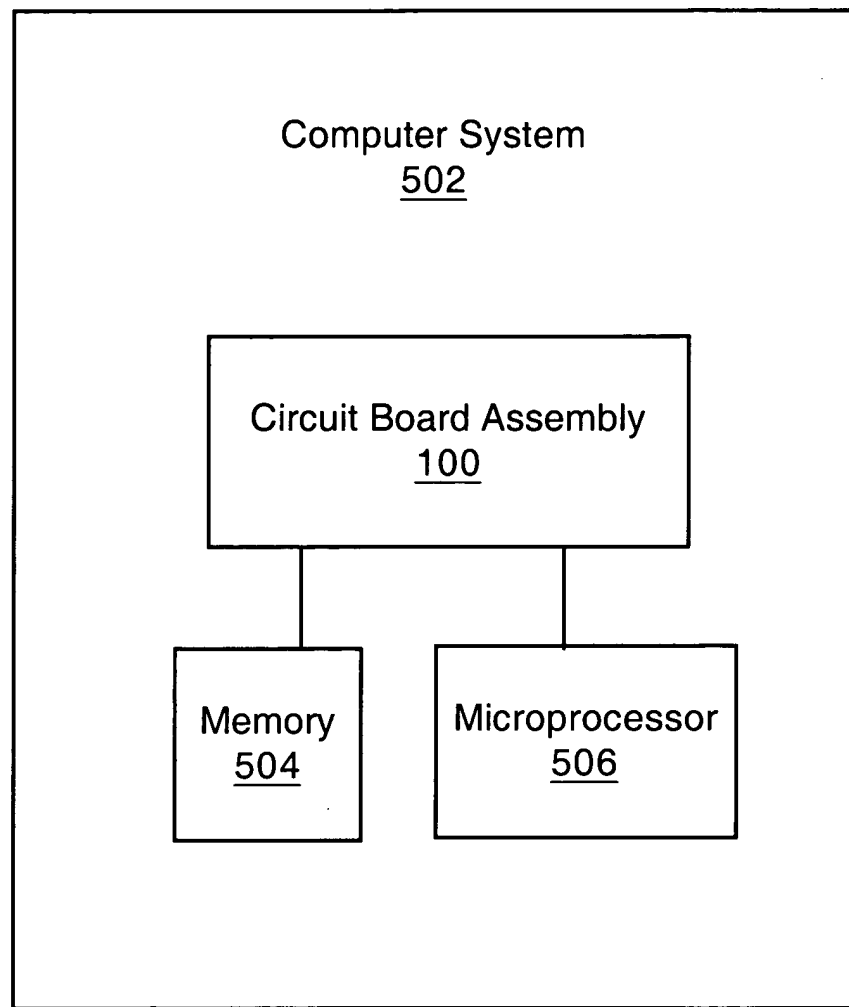 Computer System
502
Circuit Board Assembly
100
Memory
504
Microprocessor
506